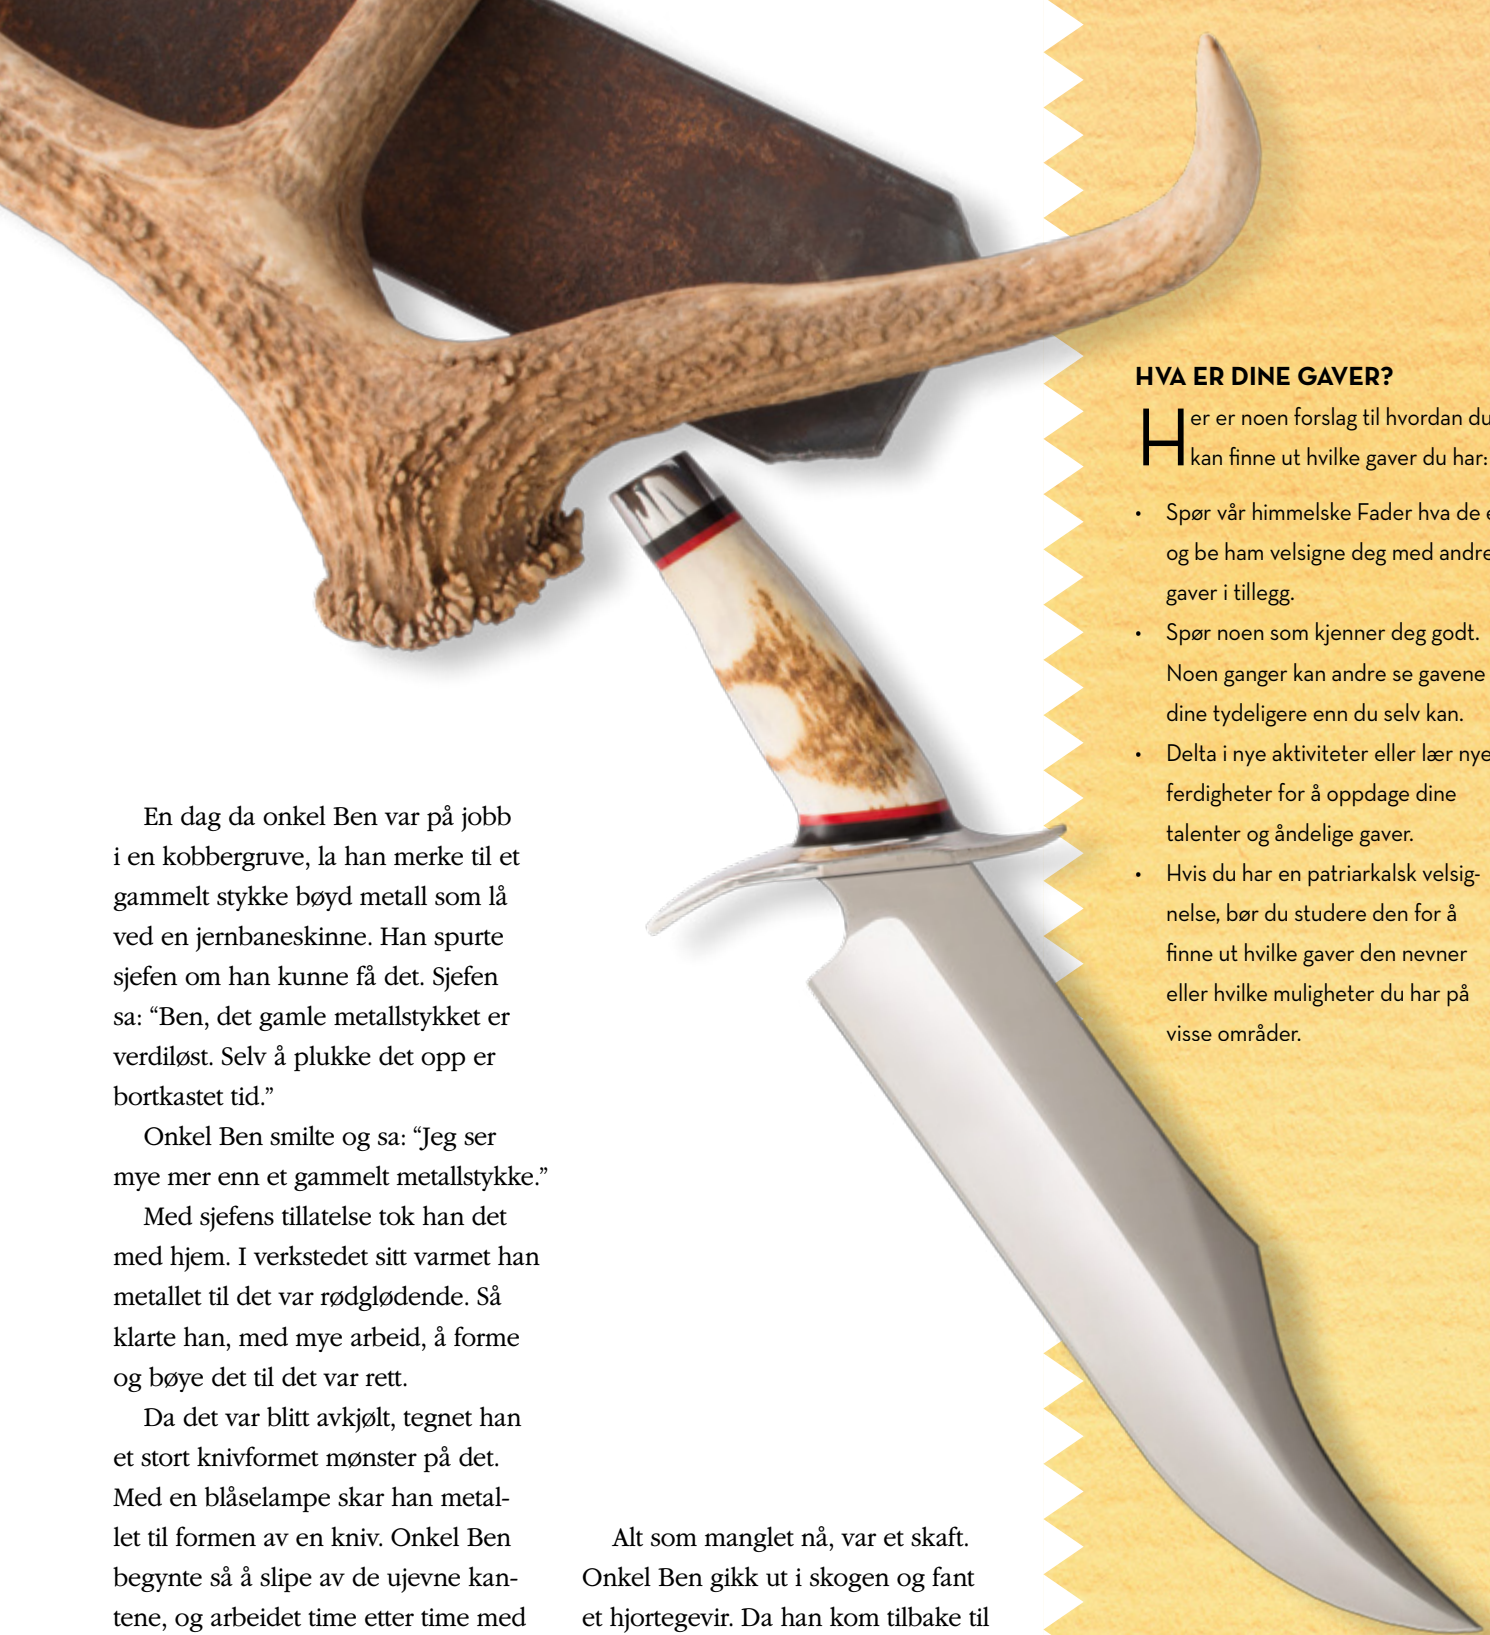 En dag da onkel Ben var på jobb
i en kobbergruve, la han merke til et
gammelt stykke bøyd metall som lå
ved en jernbaneskinne. Han spurte
sjefen om han kunne få det. Sjefen
sa: “Ben, det gamle metallstykket er
verdiløst. Selv å plukke det opp er
bortkastet tid.”
Onkel Ben smilte og sa: “Jeg ser
mye mer enn et gammelt metallstykke.”
Med sjefens tillatelse tok han det
med hjem. I verkstedet sitt varmet han
metallet til det var rødglødende. Så
klarte han, med mye arbeid, å forme
og bøye det til det var rett.
Da det var blitt avkjølt, tegnet han
et stort knivformet mønster på det.
Med en blåselampe skar han metal-
let til formen av en kniv. Onkel Ben
begynte så å slipe av de ujevne kan-
tene, og arbeidet time etter time med
Alt som manglet nå, var et skaft.
Onkel Ben gikk ut i skogen og fant
et hjortegevir. Da han kom tilbake til
HVA ER DINE GAVER?
Her er noen forslag til hvordan du
kan finne ut hvilke gaver du har:
• Spør vår himmelske Fader hva de
og be ham velsigne deg med andre
gaver i tillegg.
• Spør noen som kjenner deg godt.
Noen ganger kan andre se gavene
dine tydeligere enn du selv kan.
• Delta i nye aktiviteter eller lær nye
ferdigheter for å oppdage dine
talenter og åndelige gaver.
• Hvis du har en patriarkalsk velsig-
nelse, bør du studere den for å
finne ut hvilke gaver den nevner
eller hvilke muligheter du har på
visse områder.